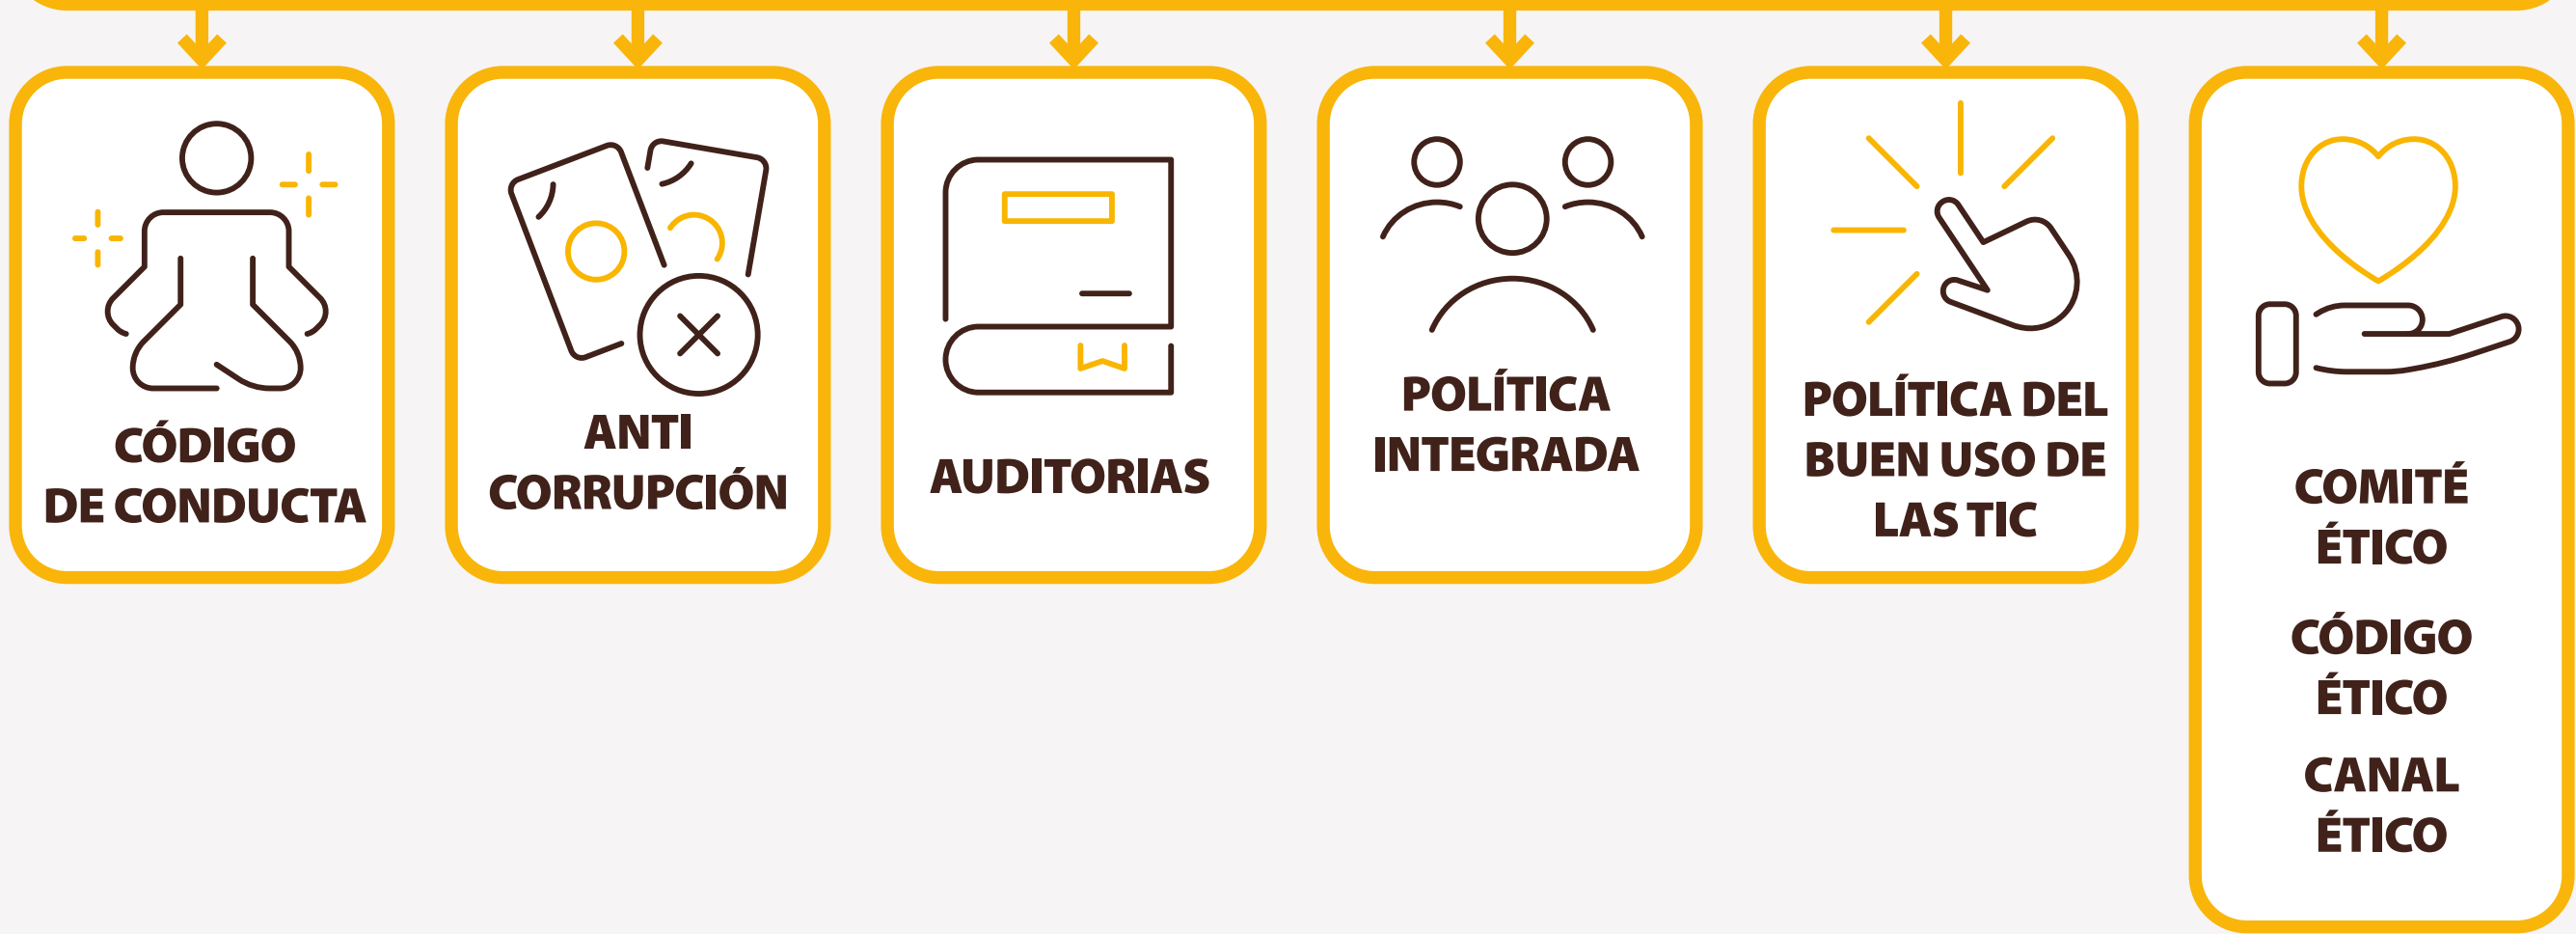 CÓDIGO
DE CONDUCTA
ANTI
CORRUPCIÓN
AUDITORIAS
POLÍTICA
INTEGRADA
POLÍTICA DEL
BUEN USO DE
LAS TIC
COMITÉ
ÉTICO
CÓDIGO
ÉTICO
CANAL
ÉTICO